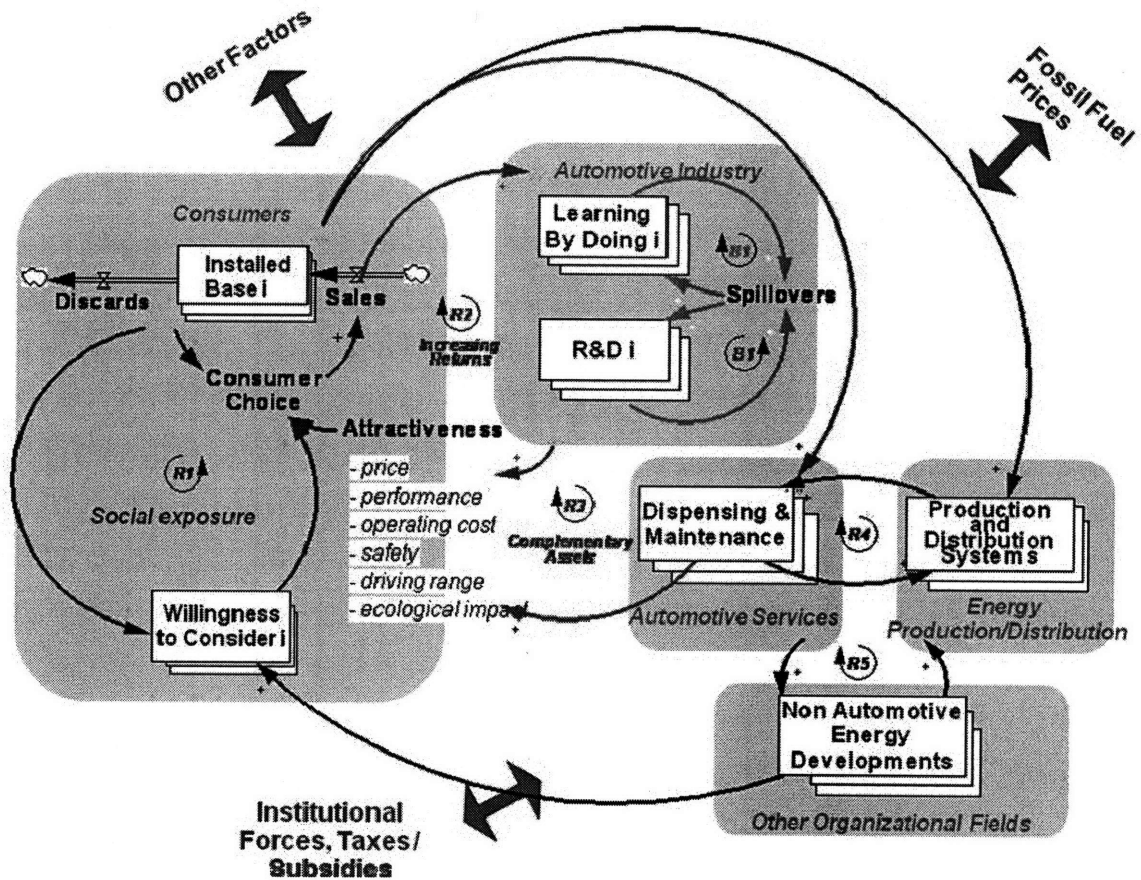 Other Factors
Fossil Fuel
Prices
Consumers
Installed
Base i
Discards
Sales
+
Consumer
Choice
Attractiveness
- price
- performance
- operating cost
- safety
- driving range
- ecological impact
R1
Social exposure
Willingness
to Consider i
+
R2
Increasing
Returns
Automotive Industry
+
Learning
By Doing i
B1
Spillovers
R&D i
B1
+
R3
Complementary
Assets
+
+
Dispensing &
Maintenance
Automotive Services
R4
+
Production
and
Distribution
Systems
Energy
Production/Distribution
R5
+
+
Non Automotive
Energy
Developments
Other Organizational Fields
Institutional
Forces, Taxes/
Subsidies